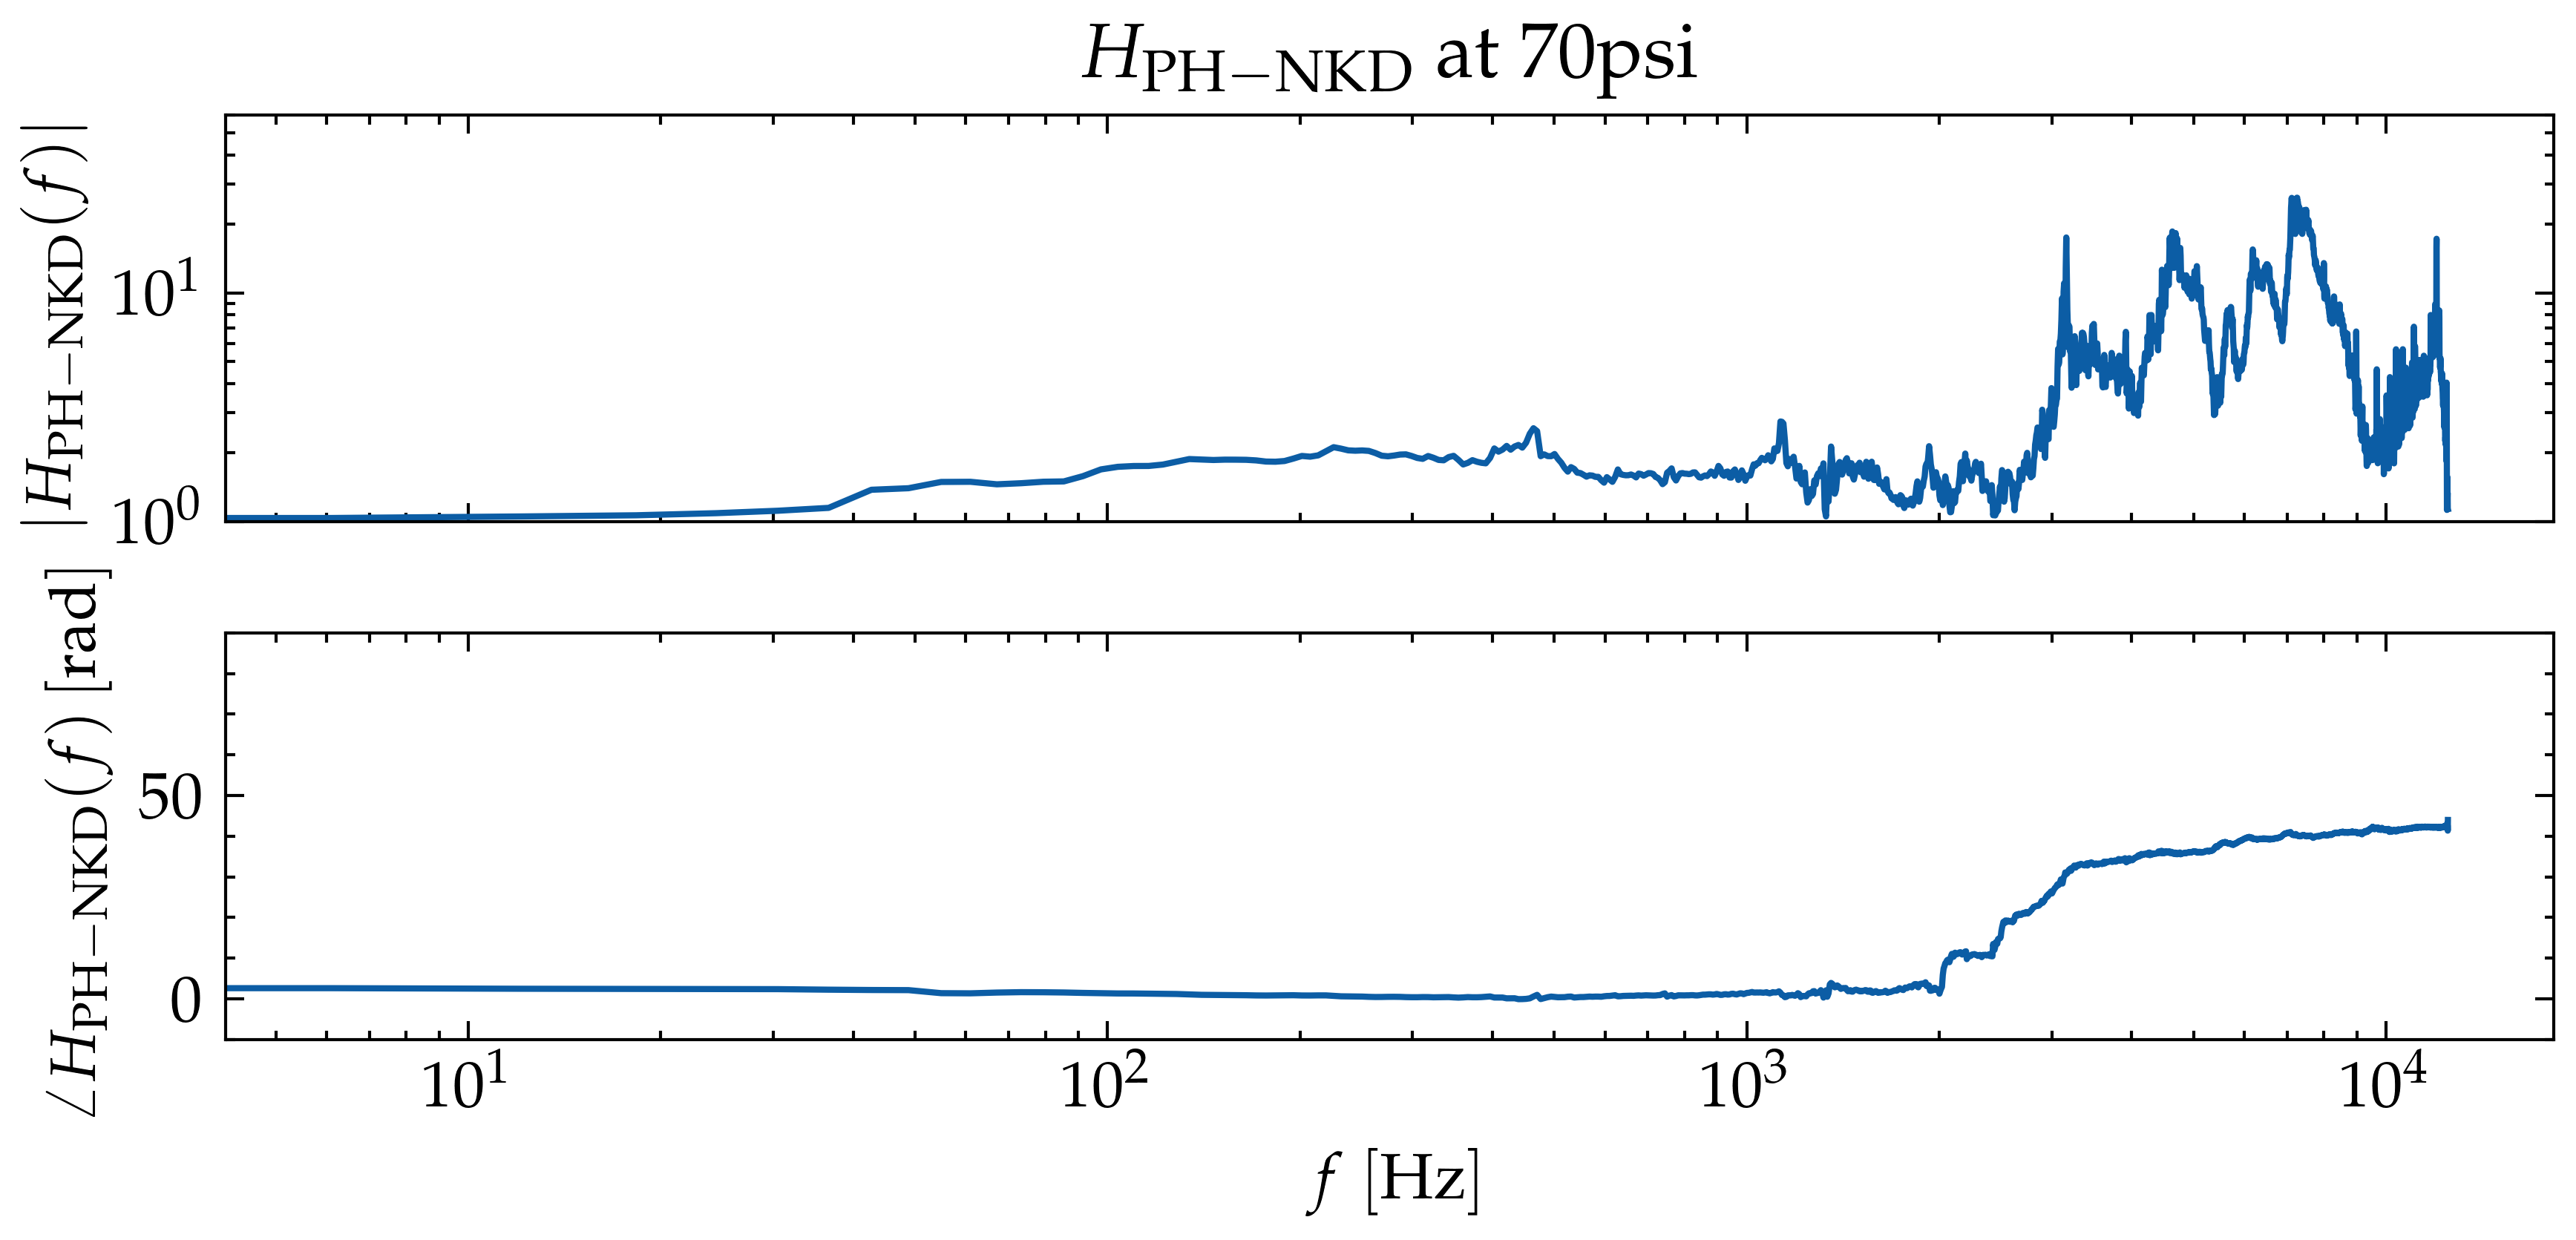 H_PH−NKD at 70psi
|H_PH−NKD(f)|
10^1
10^0
∠H_PH−NKD(f) [rad]
50
0
10^1 10^2 10^3 10^4
f [Hz]